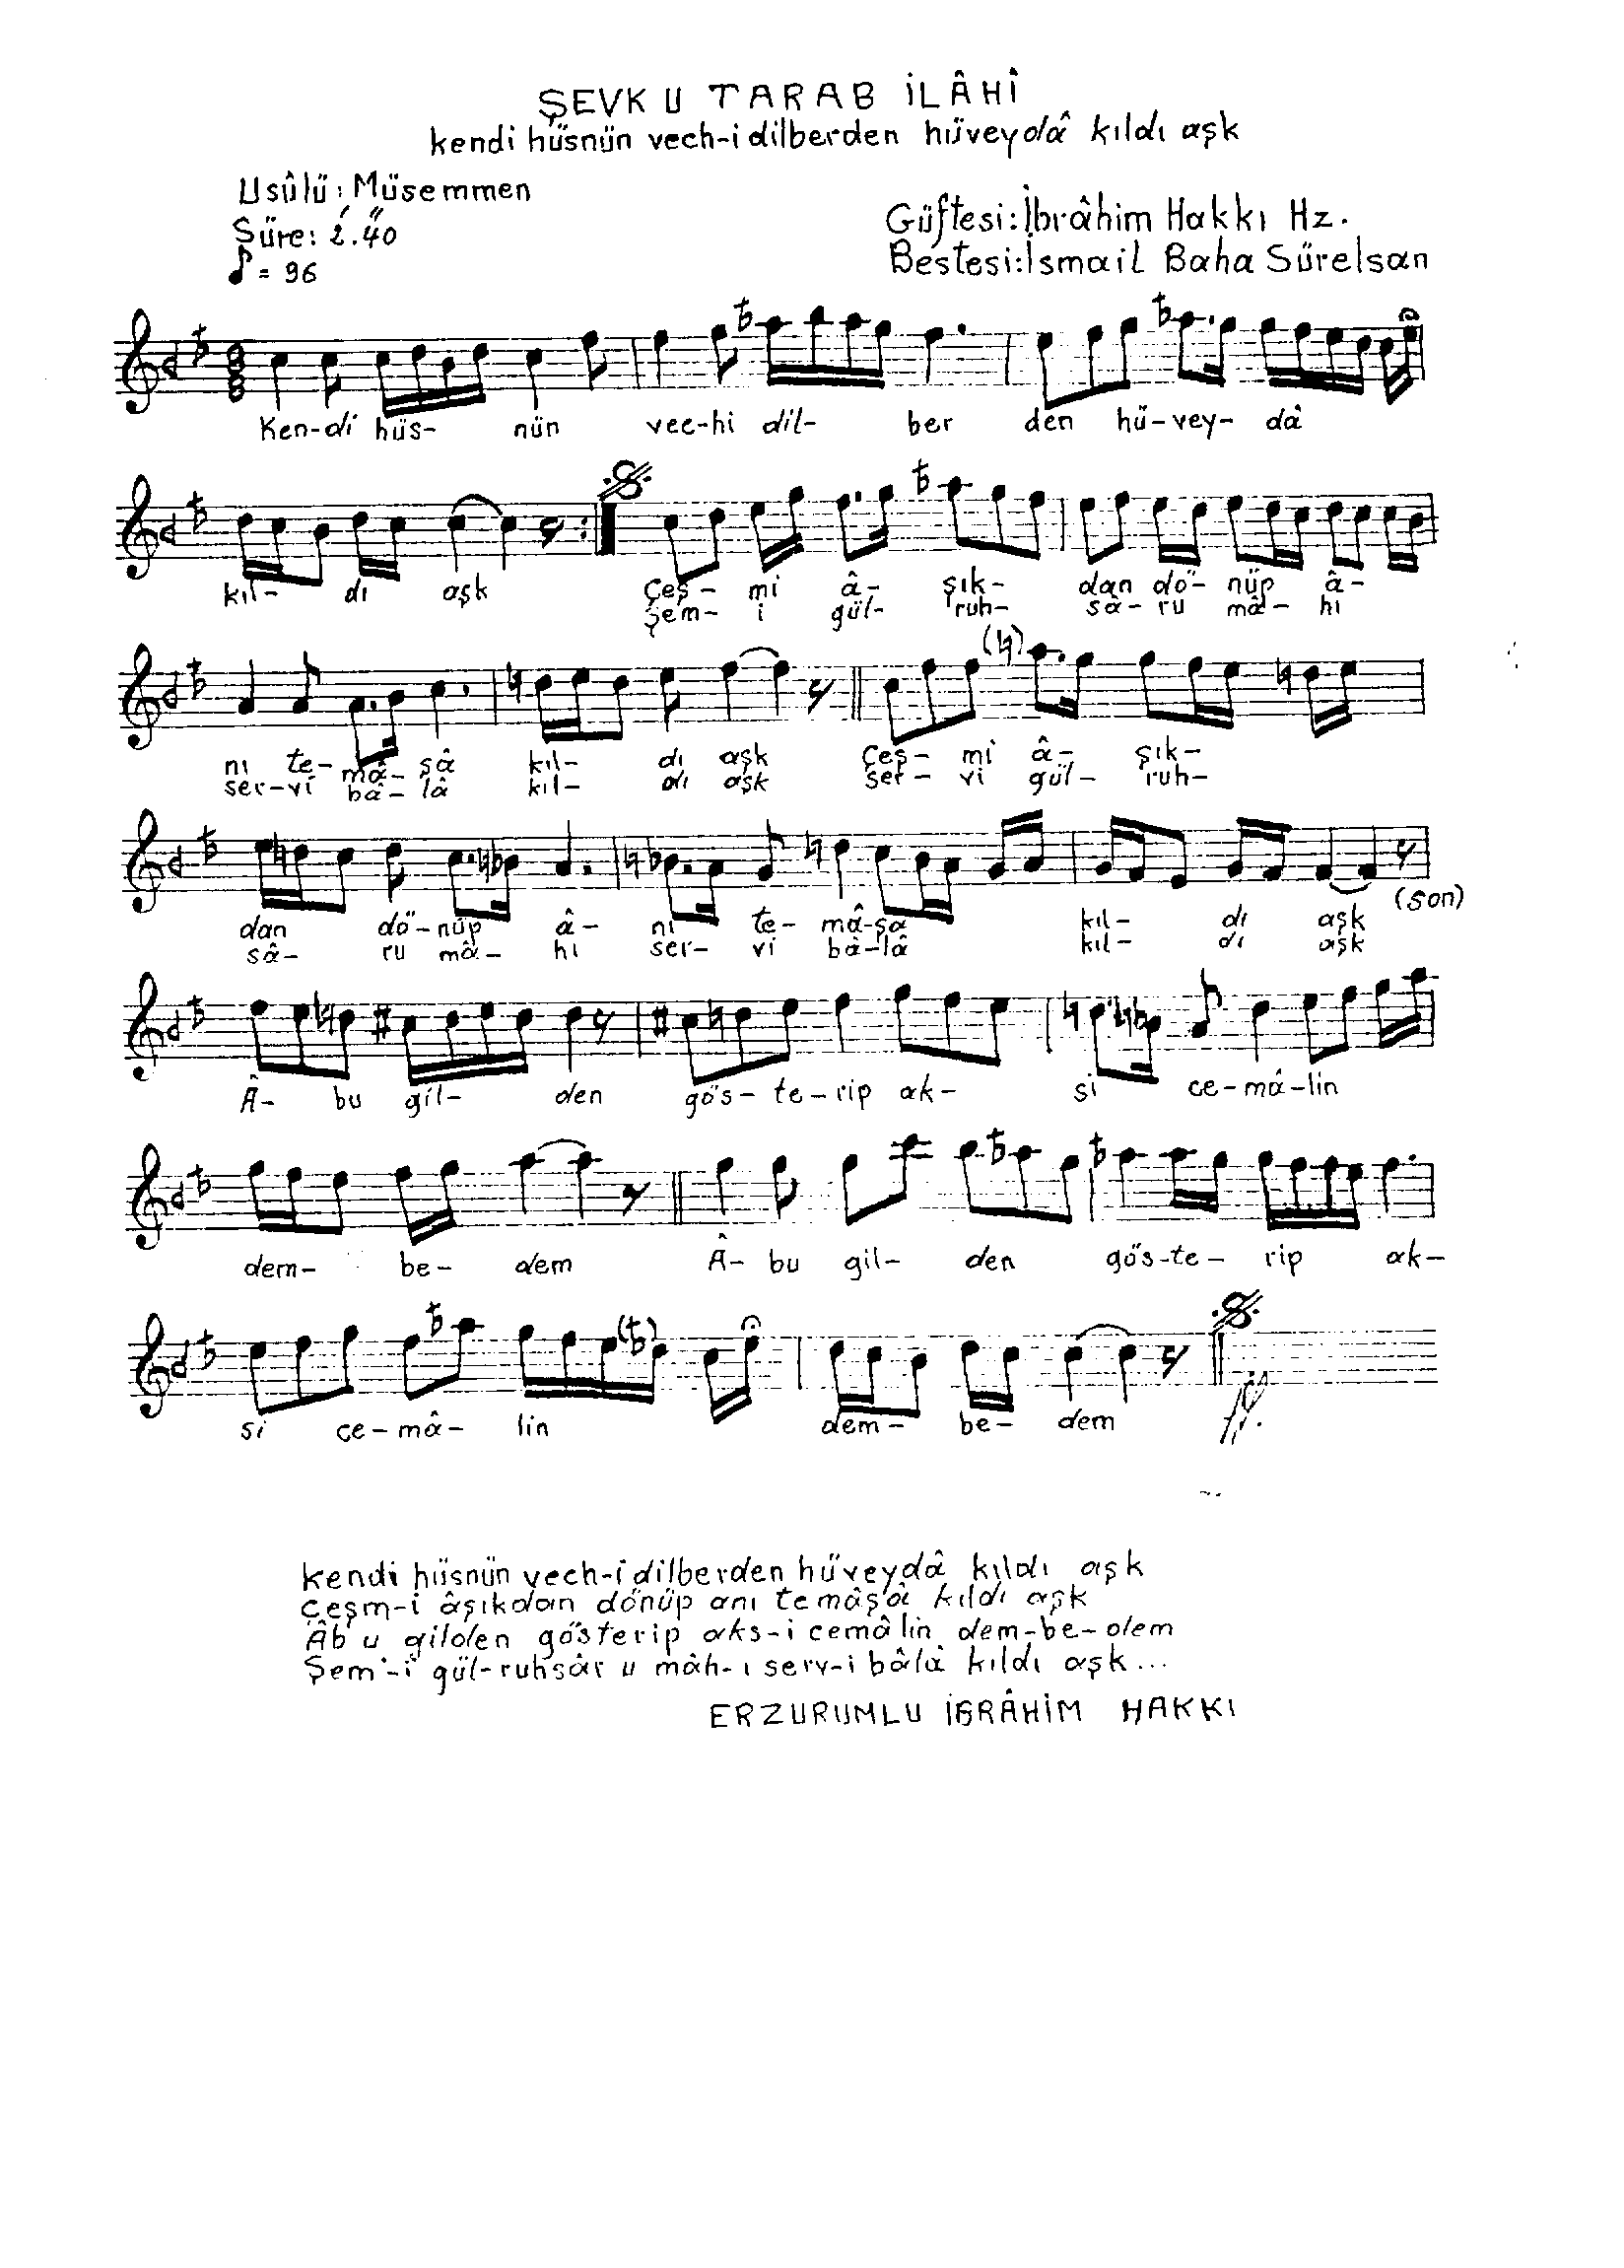 ŞEVK U TARAB İLÂHÎ
kendi hüsnün vech-i dilberden hüveydâ kıldı aşk
Usûlü: Müsemmen
Süre: 2'.40"
♪ = 96
Güftesi: İbrâhim Hakkı Hz.
Bestesi: İsmail Baha Sürelsan
Ken-di hüs- nün vec-hi dil- ber den hü-vey- dâ
kıl- dı aşk Çeş- mi â- şık- dan dö- nüp â-
Şem- i gül- ruh- sâ- ru mâ- hı
nı te- mâ- şâ kıl- dı aşk Çeş- mi â- şık-
ser-vi bâ- lâ kıl- dı aşk şer- vi gül- ruh-
dan dö-nüp â- nı te- mâ-şa kıl- dı aşk (son)
sâ- ru mâ- hı ser- vi bâ-lâ kıl- dı aşk
Â- bu gil- den gös- te-rip ak- si ce-mâ-lin
dem- be- dem Â- bu gil- den gös-te- rip ak-
si ce-mâ- lin dem- be- dem
kendi hüsnün vech-i dilberden hüveydâ kıldı aşk
Çeşm-i âşıkdan dönüp anı temâşâ kıldı aşk
Âb u gilden gösterip aks-i cemâlin dem-be-dem
Şem'-i gül-ruhsâr u mâh-ı serv-i bâlâ kıldı aşk...
ERZURUMLU İBRÂHİM HAKKI